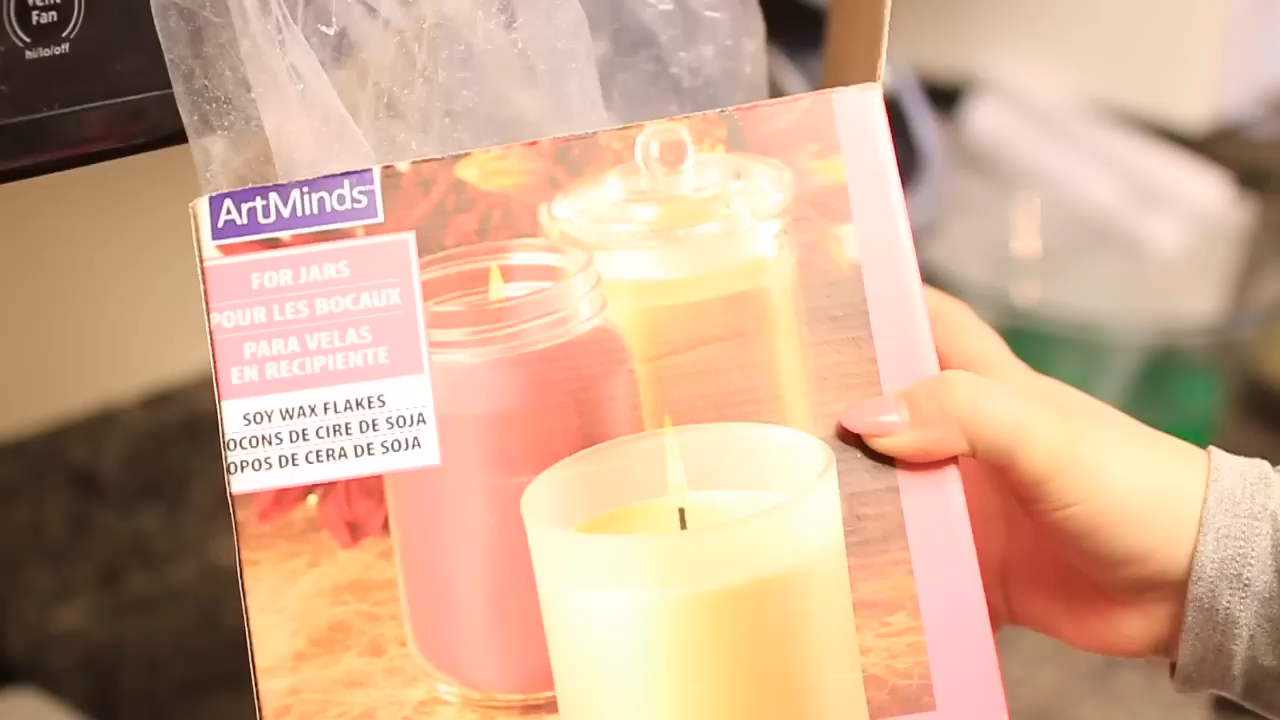 Vent
Fan
hi/lo/off
ArtMinds™
FOR JARS
POUR LES BOCAUX
PARA VELAS
EN RECIPIENTE
SOY WAX FLAKES
OCONS DE CIRE DE SOJA
OPOS DE CERA DE SOJA